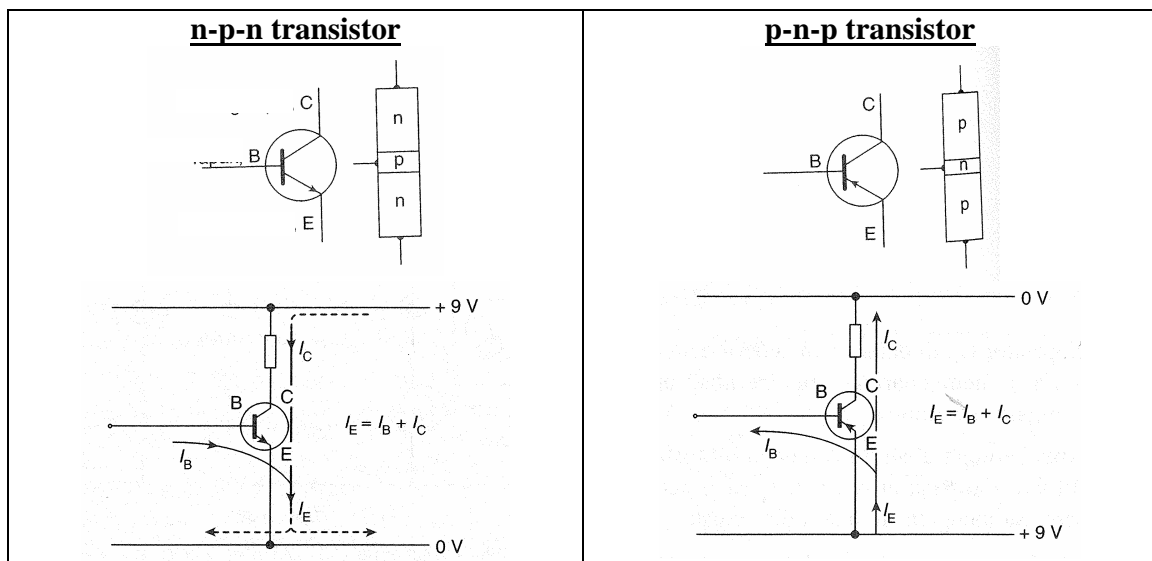 n-p-n transistor
C
n
B
p
n
E
+ 9 V
I_C
B
C
I_E = I_B + I_C
E
I_B
I_E
0 V
p-n-p transistor
C
p
B
n
p
E
0 V
I_C
B
C
I_E = I_B + I_C
E
I_B
I_E
+ 9 V